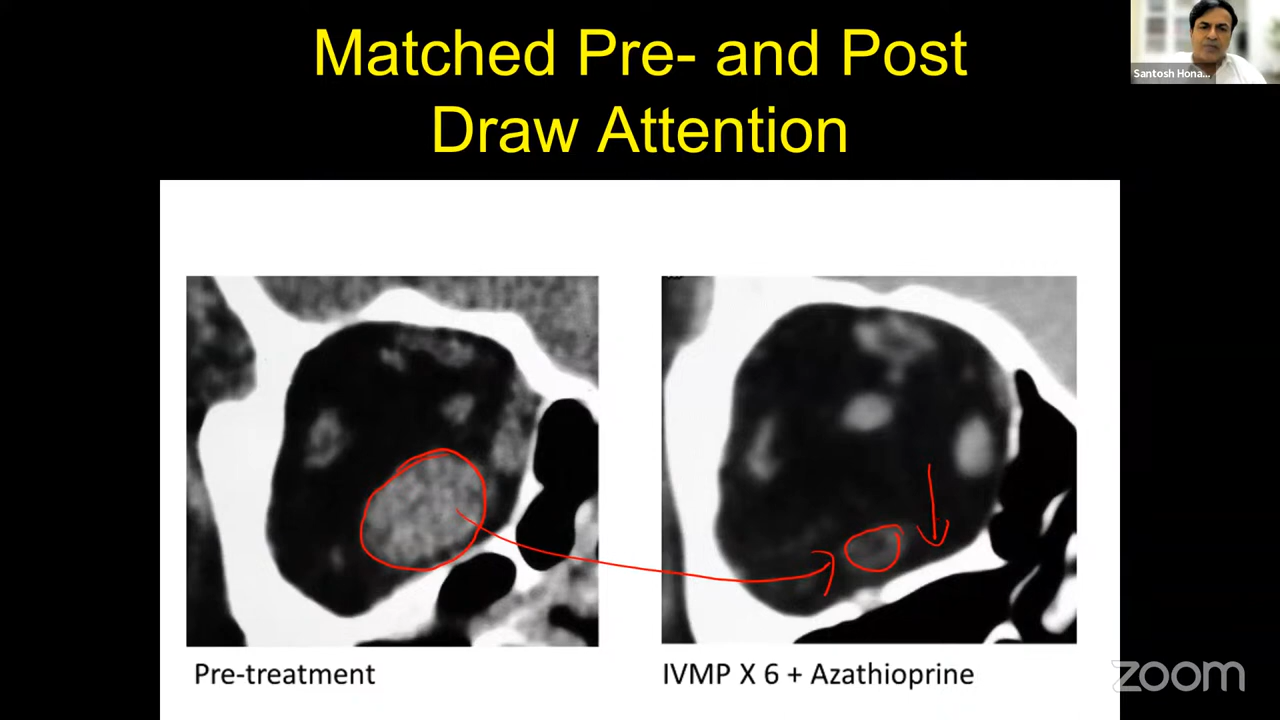 Matched Pre- and Post
Draw Attention
Santosh Hona...
Pre-treatment
IVMP X 6 + Azathioprine
zoom